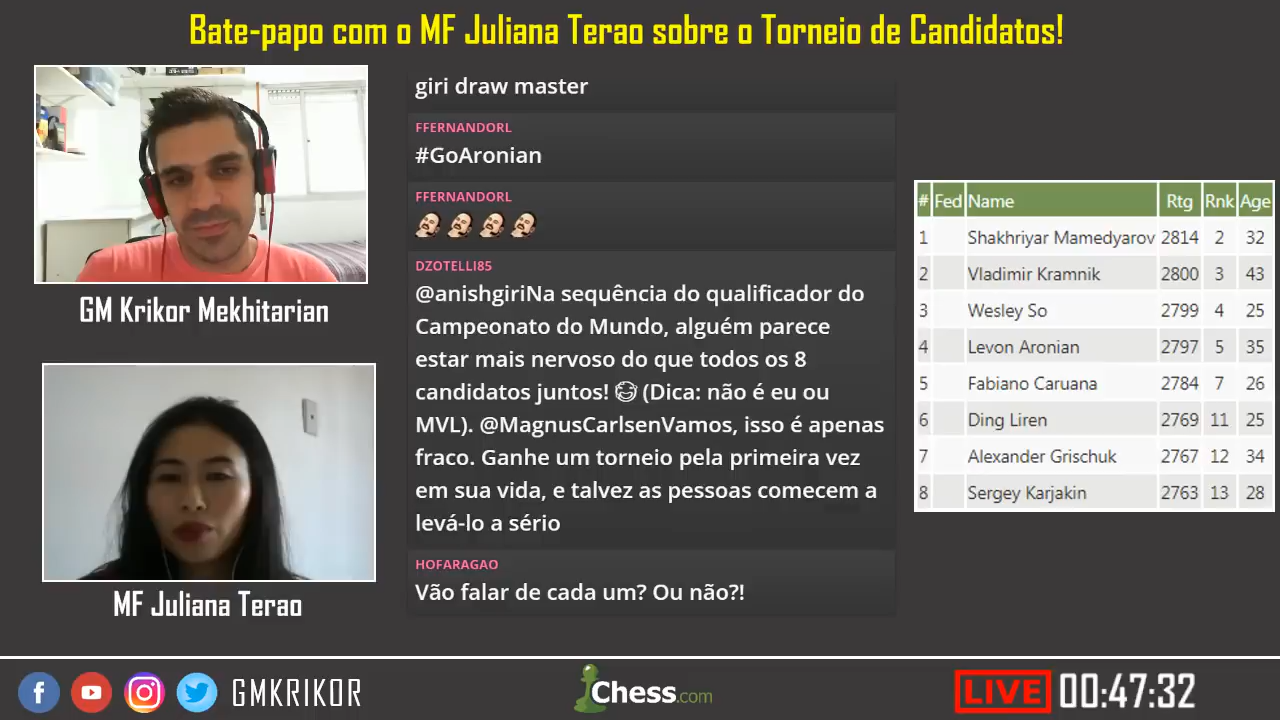 Bate-papo com o MF Juliana Terao sobre o Torneio de Candidatos!
GM Krikor Mekhitarian
MF Juliana Terao
giri draw master
FFERNANDORL
#GoAronian
FFERNANDORL
DZOTELLI85
@anishgiriNa sequência do qualificador do
Campeonato do Mundo, alguém parece
estar mais nervoso do que todos os 8
candidatos juntos! 😂 (Dica: não é eu ou
MVL). @MagnusCarlsenVamos, isso é apenas
fraco. Ganhe um torneio pela primeira vez
em sua vida, e talvez as pessoas comecem a
levá-lo a sério
HOFARAGAO
Vão falar de cada um? Ou não?!
# Fed Name Rtg Rnk Age
1 Shakhriyar Mamedyarov 2814 2 32
2 Vladimir Kramnik 2800 3 43
3 Wesley So 2799 4 25
4 Levon Aronian 2797 5 35
5 Fabiano Caruana 2784 7 26
6 Ding Liren 2769 11 25
7 Alexander Grischuk 2767 12 34
8 Sergey Karjakin 2763 13 28
GMKRIKOR
Chess.com
LIVE 00:47:32